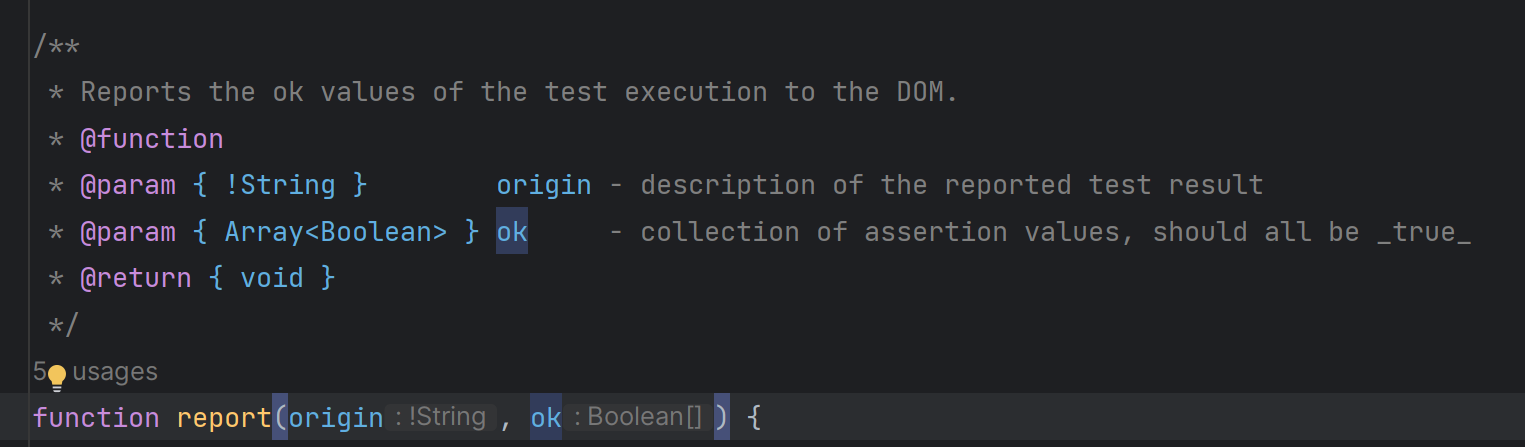 /**
 * Reports the ok values of the test execution to the DOM.
 * @function
 * @param { !String }        origin - description of the reported test result
 * @param { Array<Boolean> } ok     - collection of assertion values, should all be _true_
 * @return { void }
 */
5 usages
function report(origin : !String , ok : Boolean[] ) {